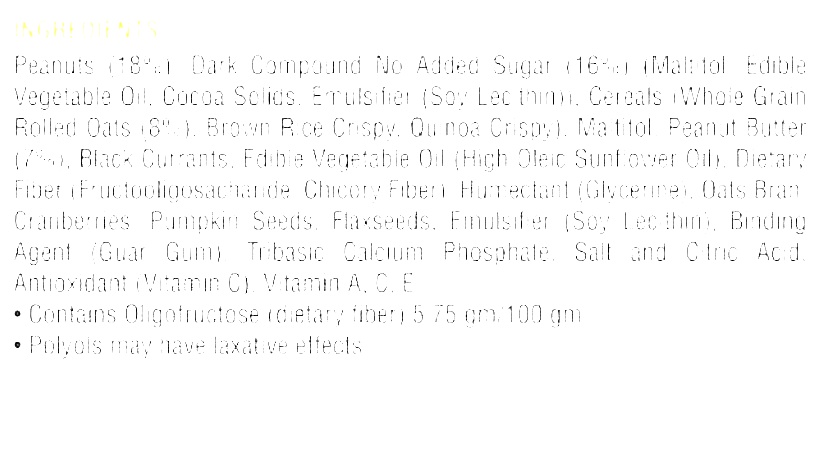 INGREDIENTS
Peanuts (18%), Dark Compound No Added Sugar (16%) (Maltitol, Edible
Vegetable Oil, Cocoa Solids, Emulsifier (Soy Lecithin)), Cereals (Whole Grain
Rolled Oats (8%), Brown Rice Crispy, Quinoa Crispy), Maltitol, Peanut Butter
(7%), Black Currants, Edible Vegetable Oil (High Oleic Sunflower Oil), Dietary
Fiber (Fructooligosacharide, Chicory Fiber), Humectant (Glycerine), Oats Bran,
Cranberries, Pumpkin Seeds, Flaxseeds, Emulsifier (Soy Lecithin), Binding
Agent (Guar Gum), Tribasic Calcium Phosphate, Salt and Citric Acid,
Antioxidant (Vitamin C), Vitamin A, C, E
• Contains Oligofructose (dietary fiber) 5.75 gm/100 gm
• Polyols may have laxative effects